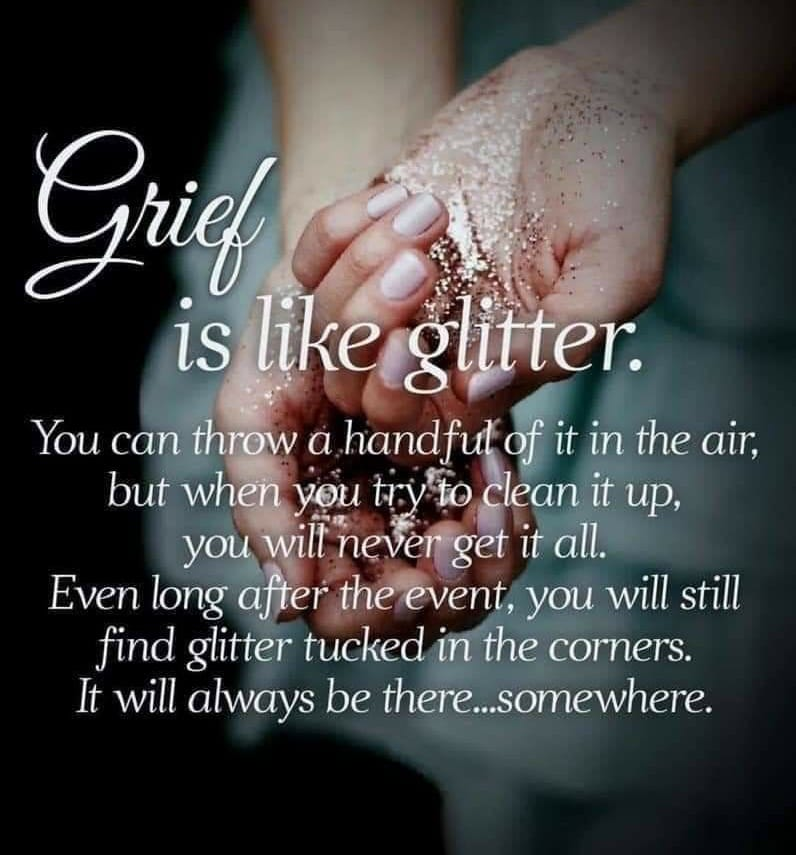 Grief
is like glitter.
You can throw a handful of it in the air,
but when you try to clean it up,
you will never get it all.
Even long after the event, you will still
find glitter tucked in the corners.
It will always be there...somewhere.